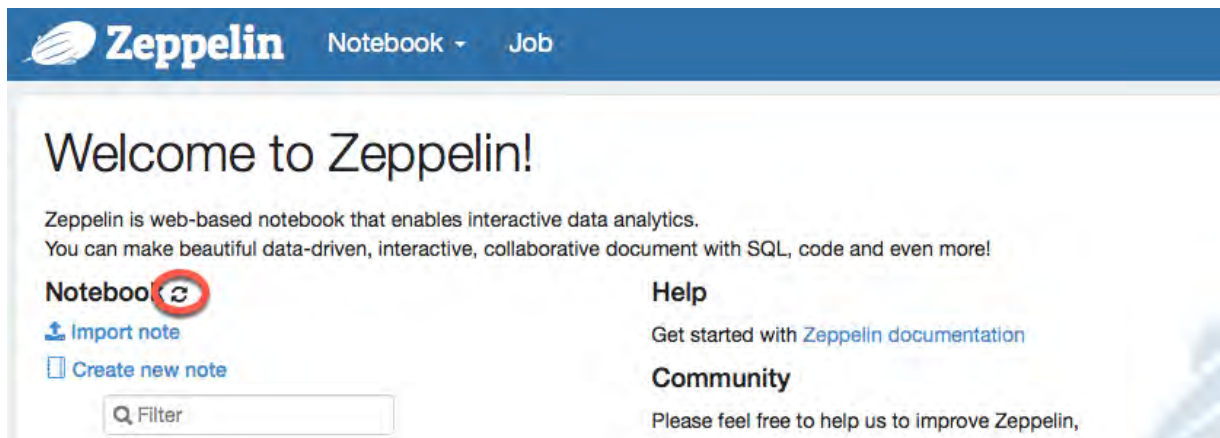 Zeppelin Notebook Job
Welcome to Zeppelin!
Zeppelin is web-based notebook that enables interactive data analytics.
You can make beautiful data-driven, interactive, collaborative document with SQL, code and even more!
Notebook
Import note
Create new note
Filter
Help
Get started with Zeppelin documentation
Community
Please feel free to help us to improve Zeppelin,